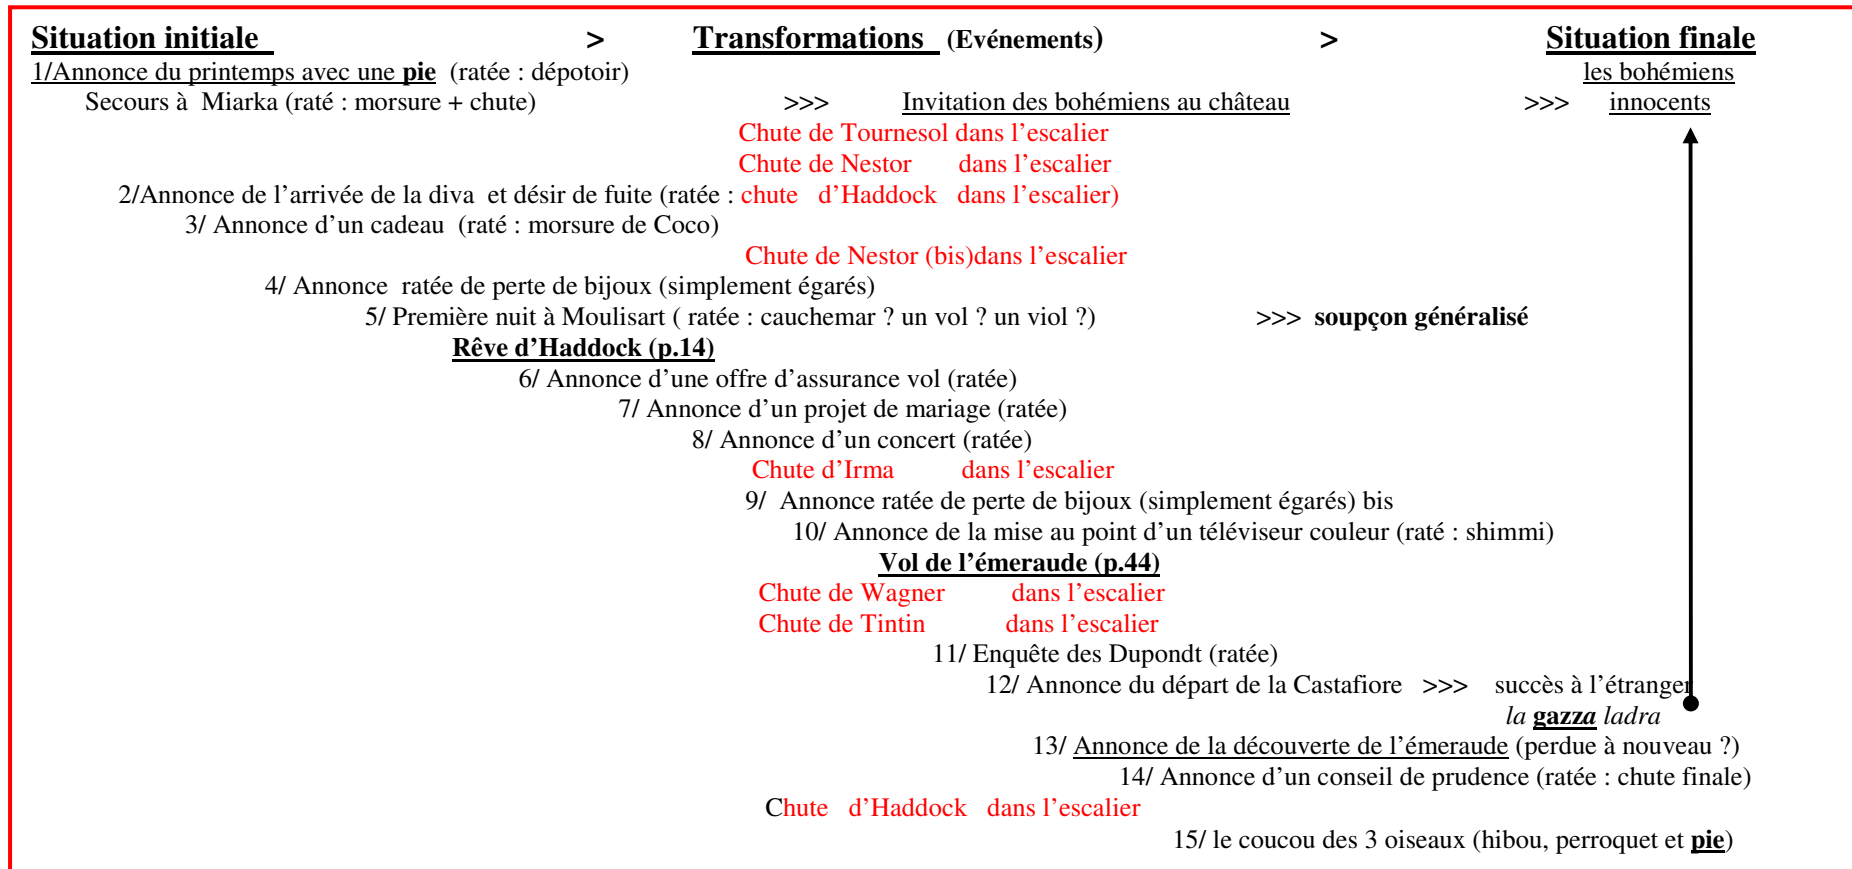 Situation initiale > Transformations (Evénements) > Situation finale
1/Annonce du printemps avec une pie (ratée : dépotoir) les bohémiens
Secours à Miarka (raté : morsure + chute) >>> Invitation des bohémiens au château >>> innocents
Chute de Tournesol dans l’escalier
Chute de Nestor dans l’escalier
2/Annonce de l’arrivée de la diva et désir de fuite (ratée : chute d’Haddock dans l’escalier)
3/ Annonce d’un cadeau (raté : morsure de Coco)
Chute de Nestor (bis)dans l’escalier
4/ Annonce ratée de perte de bijoux (simplement égarés)
5/ Première nuit à Moulisart ( ratée : cauchemar ? un vol ? un viol ?) >>> soupçon généralisé
Rêve d’Haddock (p.14)
6/ Annonce d’une offre d’assurance vol (ratée)
7/ Annonce d’un projet de mariage (ratée)
8/ Annonce d’un concert (ratée)
Chute d’Irma dans l’escalier
9/ Annonce ratée de perte de bijoux (simplement égarés) bis
10/ Annonce de la mise au point d’un téléviseur couleur (raté : shimmi)
Vol de l’émeraude (p.44)
Chute de Wagner dans l’escalier
Chute de Tintin dans l’escalier
11/ Enquête des Dupondt (ratée)
12/ Annonce du départ de la Castafiore >>> succès à l’étranger
la gazza ladra
13/ Annonce de la découverte de l’émeraude (perdue à nouveau ?)
14/ Annonce d’un conseil de prudence (ratée : chute finale)
Chute d’Haddock dans l’escalier
15/ le coucou des 3 oiseaux (hibou, perroquet et pie)